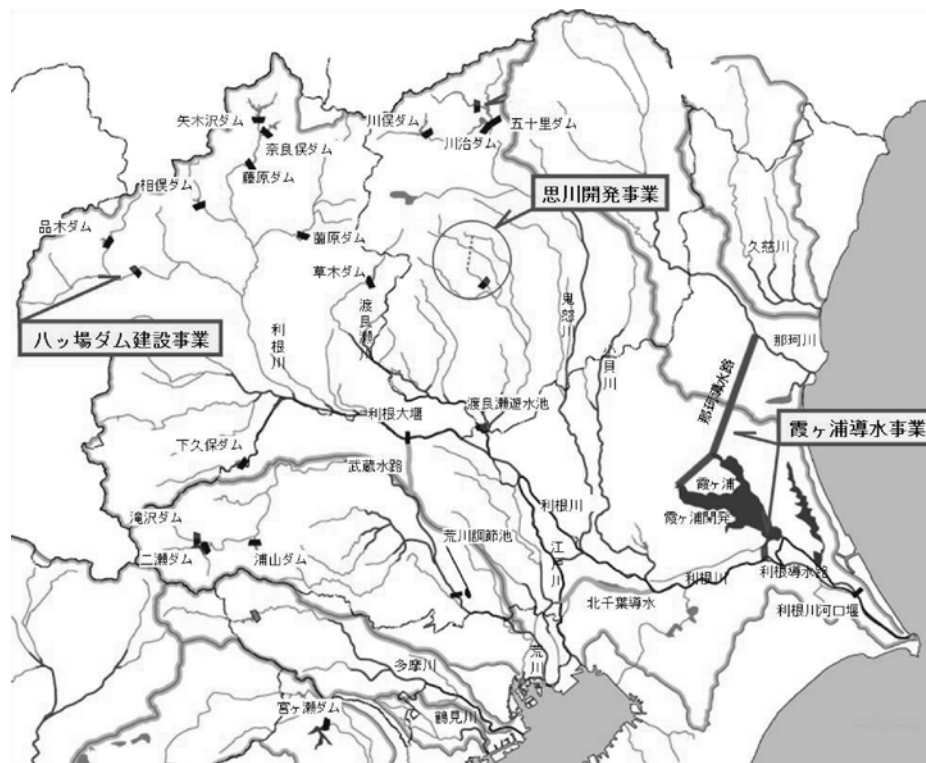 矢木沢ダム
川俣ダム
五十里ダム
川治ダム
奈良俣ダム
藤原ダム
相俣ダム
思川開発事業
品木ダム
薗原ダム
久慈川
草木ダム
渡良瀬川
鬼怒川
八ッ場ダム建設事業
利根川
小貝川
那珂川
那珂導水路
利根大堰
渡良瀬遊水池
霞ヶ浦導水事業
下久保ダム
武蔵水路
霞ヶ浦
利根川
霞ヶ浦開発
滝沢ダム
荒川調節池
二瀬ダム
浦山ダム
江戸川
利根川
利根導水路
北千葉導水
利根川河口堰
荒川
多摩川
宮ヶ瀬ダム
鶴見川